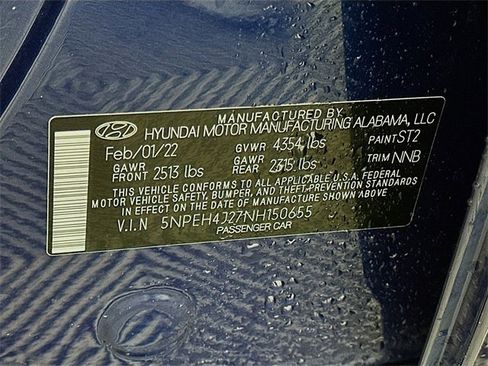 MANUFACTURED BY
HYUNDAI MOTOR MANUFACTURING ALABAMA, LLC
Feb/01/22 GVWR 4354 lbs PAINT ST2
GAWR FRONT 2513 lbs GAWR REAR 2315 lbs TRIM NNB
THIS VEHICLE CONFORMS TO ALL APPLICABLE U.S.A. FEDERAL
MOTOR VEHICLE SAFETY, BUMPER, AND THEFT PREVENTION
STANDARDS IN EFFECT ON THE DATE OF MANUFACTURE SHOWN ABOVE.
V.I.N 5NPEH4J27NH150655
PASSENGER CAR